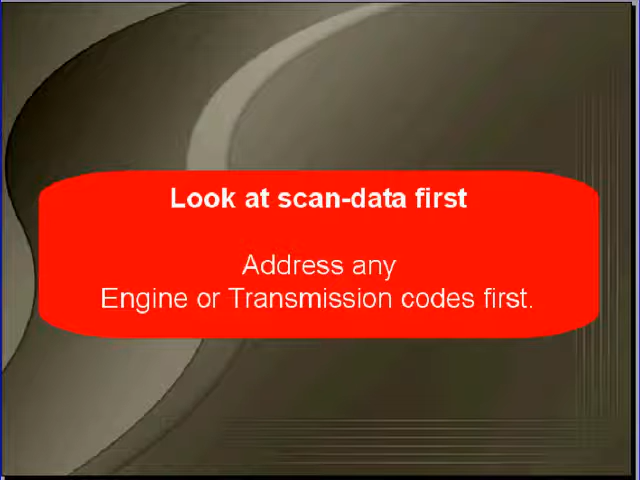 Look at scan-data first
Address any
Engine or Transmission codes first.